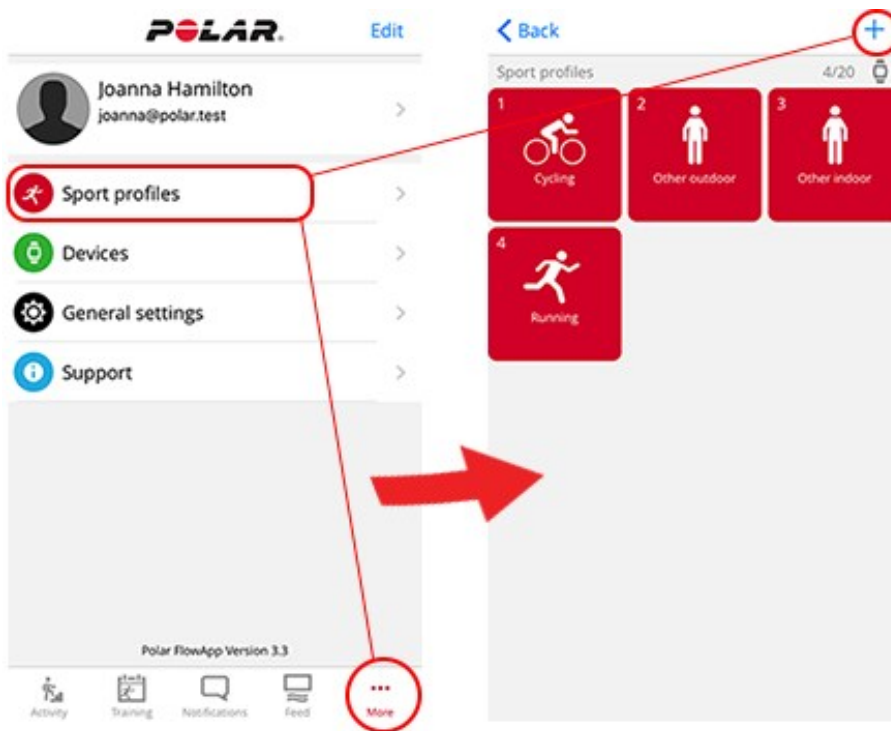 POLAR.
Edit
Joanna Hamilton
joanna@polar.test
Sport profiles
Devices
General settings
Support
Polar FlowApp Version 3.3
Activity
Training
Notifications
Feed
More
Back
Sport profiles
4/20
1
Cycling
2
Other outdoor
3
Other indoor
4
Running